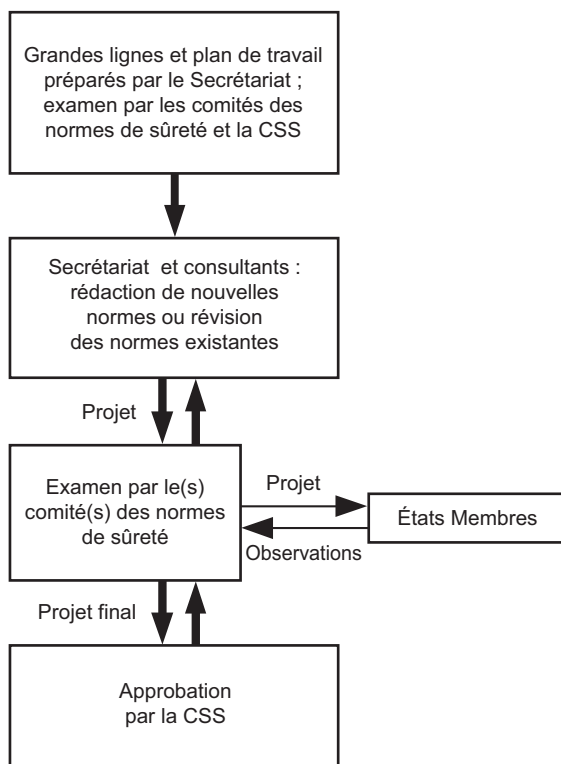 Grandes lignes et plan de travail
préparés par le Secrétariat ;
examen par les comités des
normes de sûreté et la CSS
Secrétariat et consultants :
rédaction de nouvelles
normes ou révision
des normes existantes
Projet
Examen par le(s)
comité(s) des normes
de sûreté
Projet
États Membres
Observations
Projet final
Approbation
par la CSS